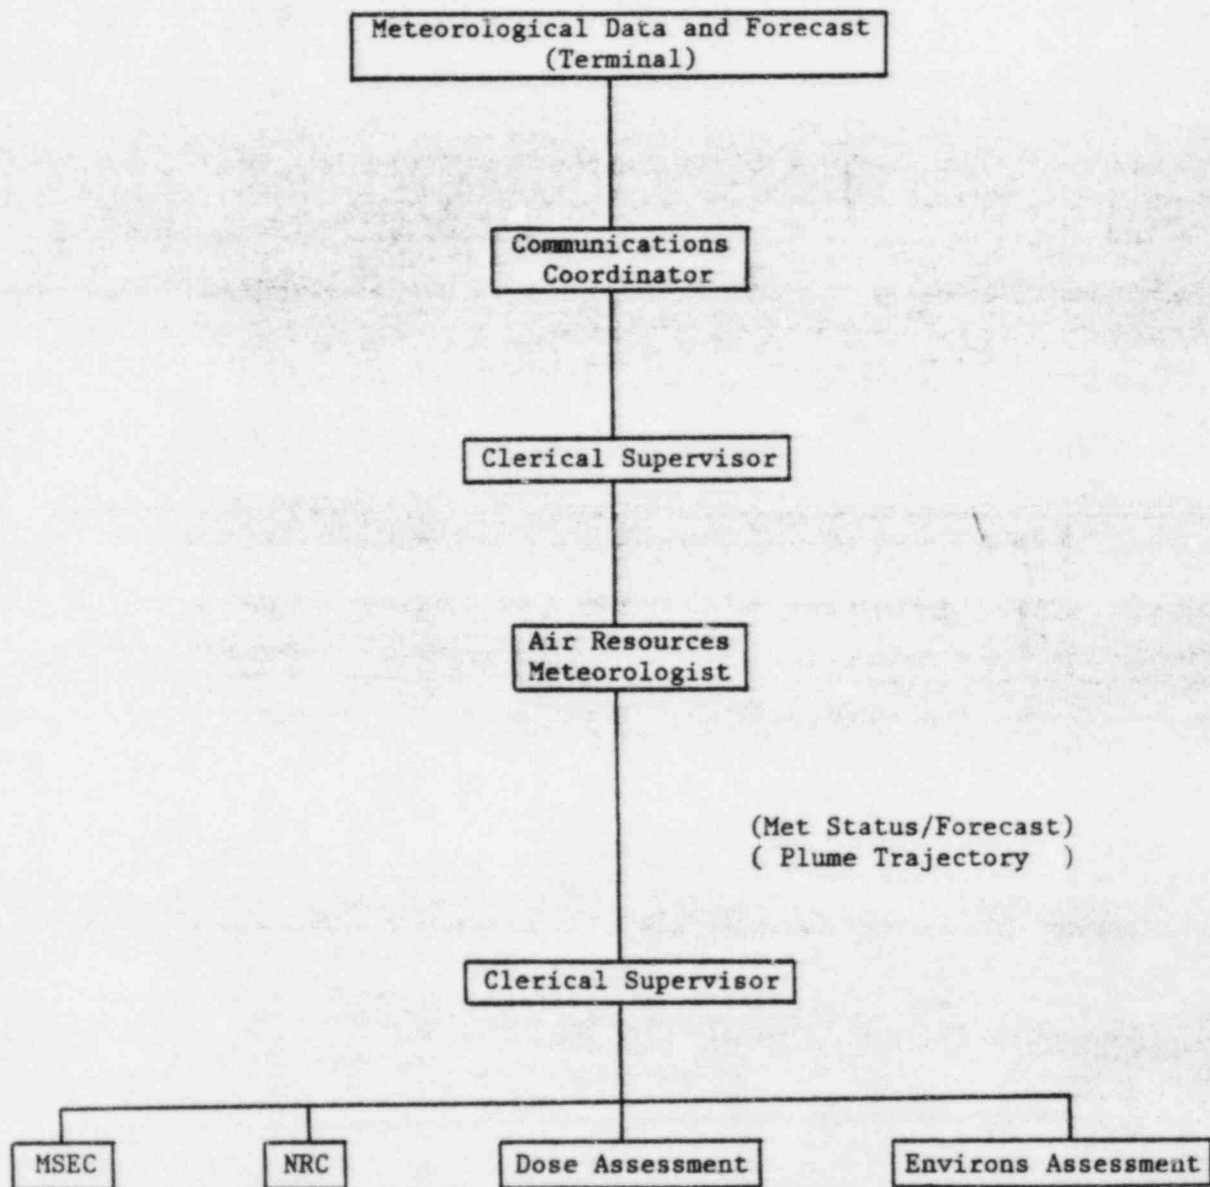 Meteorological Data and Forecast
(Terminal)
Communications
Coordinator
Clerical Supervisor
Air Resources
Meteorologist
(Met Status/Forecast)
( Plume Trajectory )
Clerical Supervisor
MSEC
NRC
Dose Assessment
Environs Assessment